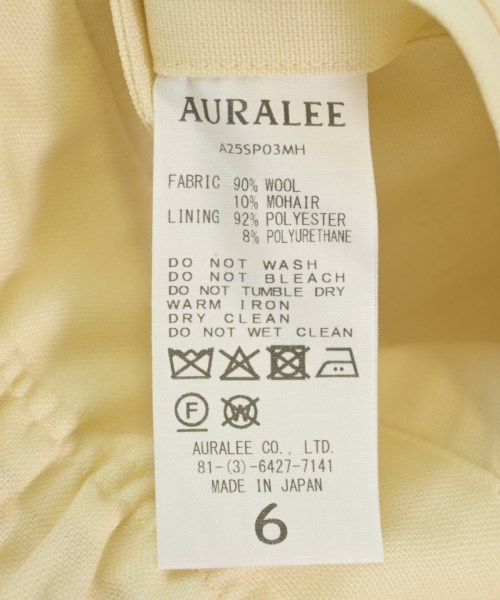 AURALEE
A25SP03MH
FABRIC 90% WOOL
10% MOHAIR
LINING 92% POLYESTER
8% POLYURETHANE
DO NOT WASH
DO NOT BLEACH
DO NOT TUMBLE DRY
WARM IRON
DRY CLEAN
DO NOT WET CLEAN
F W
AURALEE CO., LTD.
81-(3)-6427-7141
MADE IN JAPAN
6